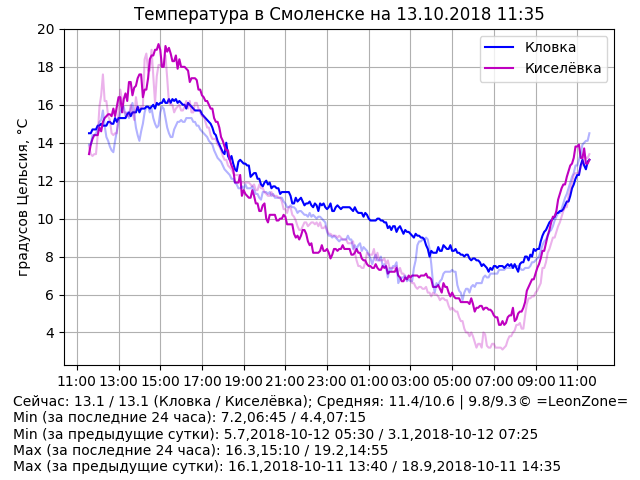 Температура в Смоленске на 13.10.2018 11:35
градусов Цельсия, °C
20
18
16
14
12
10
8
6
4
Кловка
Киселёвка
11:00 13:00 15:00 17:00 19:00 21:00 23:00 01:00 03:00 05:00 07:00 09:00 11:00
Сейчас: 13.1 / 13.1 (Кловка / Киселёвка); Средняя: 11.4/10.6 | 9.8/9.3© =LeonZone=
Min (за последние 24 часа): 7.2,06:45 / 4.4,07:15
Min (за предыдущие сутки): 5.7,2018-10-12 05:30 / 3.1,2018-10-12 07:25
Max (за последние 24 часа): 16.3,15:10 / 19.2,14:55
Max (за предыдущие сутки): 16.1,2018-10-11 13:40 / 18.9,2018-10-11 14:35